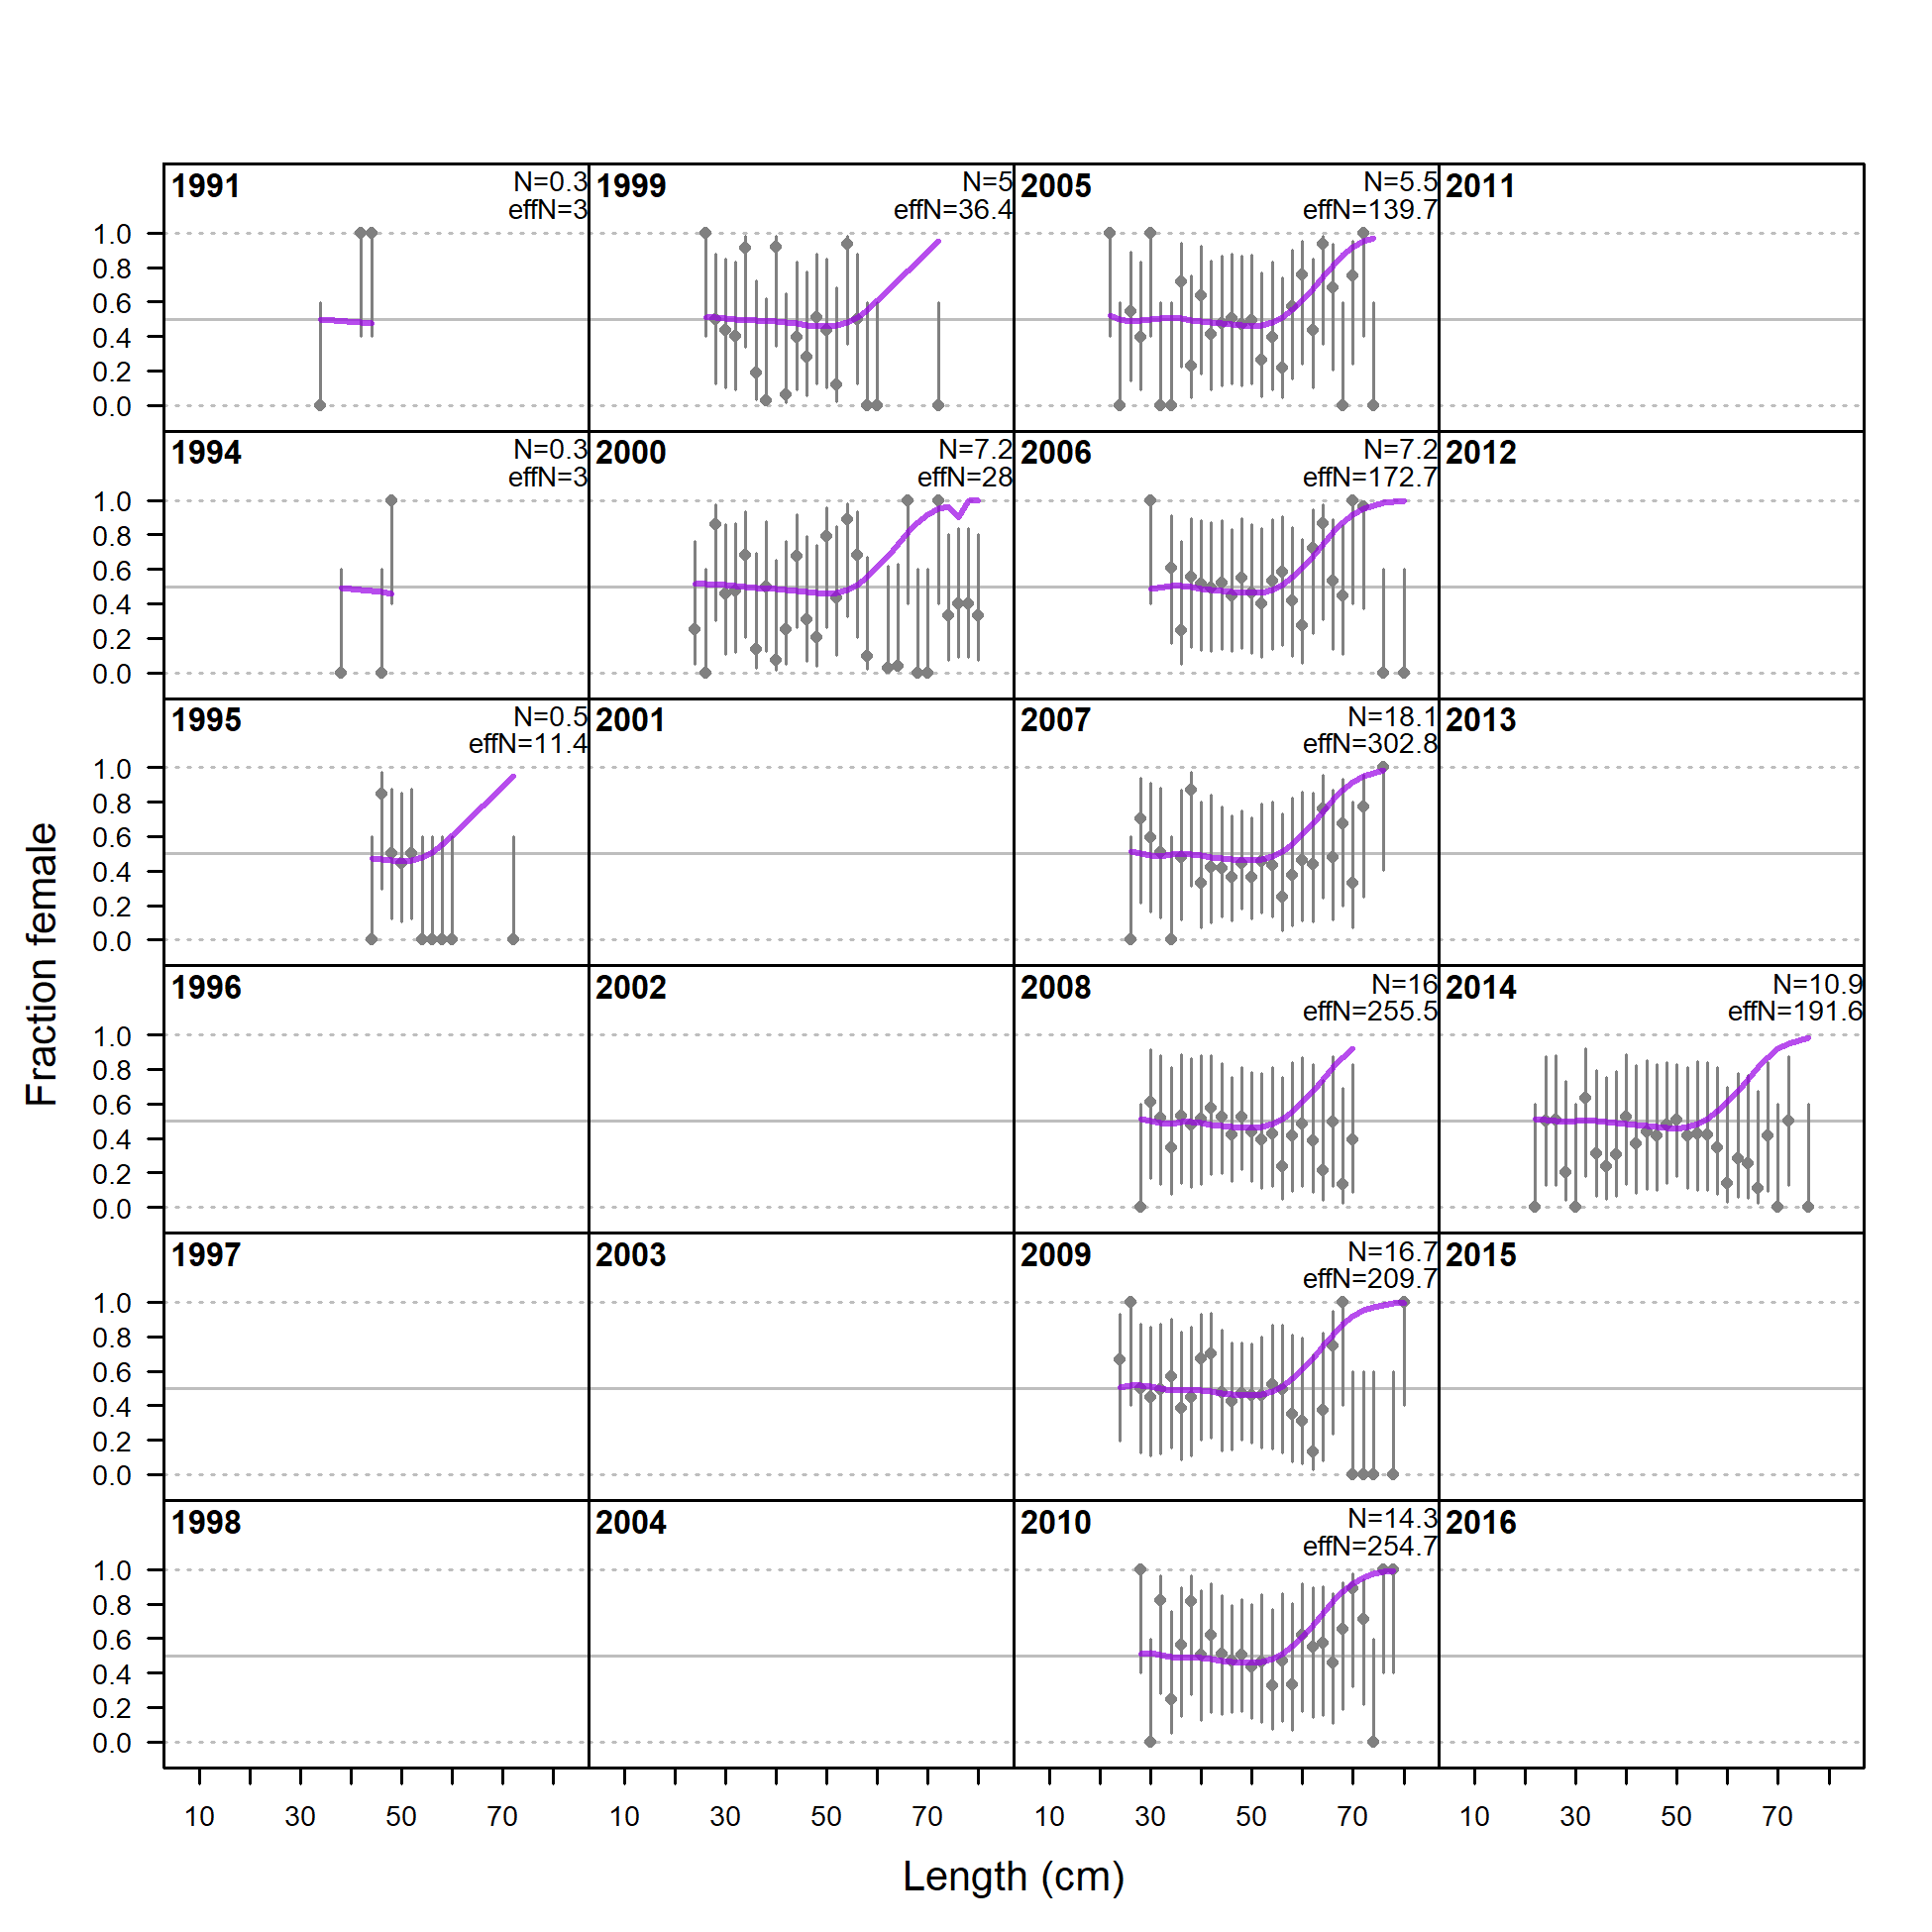 1991 N=0.3
effN=3
1999 N=5
effN=36.4
2005 N=5.5
effN=139.7
2011
1.0
0.8
0.6
0.4
0.2
0.0
1994 N=0.3
effN=3
2000 N=7.2
effN=28
2006 N=7.2
effN=172.7
2012
1.0
0.8
0.6
0.4
0.2
0.0
1995 N=0.5
effN=11.4
2001
2007 N=18.1
effN=302.8
2013
1.0
0.8
0.6
0.4
0.2
0.0
1996
2002
2008 N=16
effN=255.5
2014 N=10.9
effN=191.6
1.0
0.8
0.6
0.4
0.2
0.0
1997
2003
2009 N=16.7
effN=209.7
2015
1.0
0.8
0.6
0.4
0.2
0.0
1998
2004
2010 N=14.3
effN=254.7
2016
1.0
0.8
0.6
0.4
0.2
0.0
10 30 50 70 10 30 50 70 10 30 50 70 10 30 50 70
Length (cm)
Fraction female